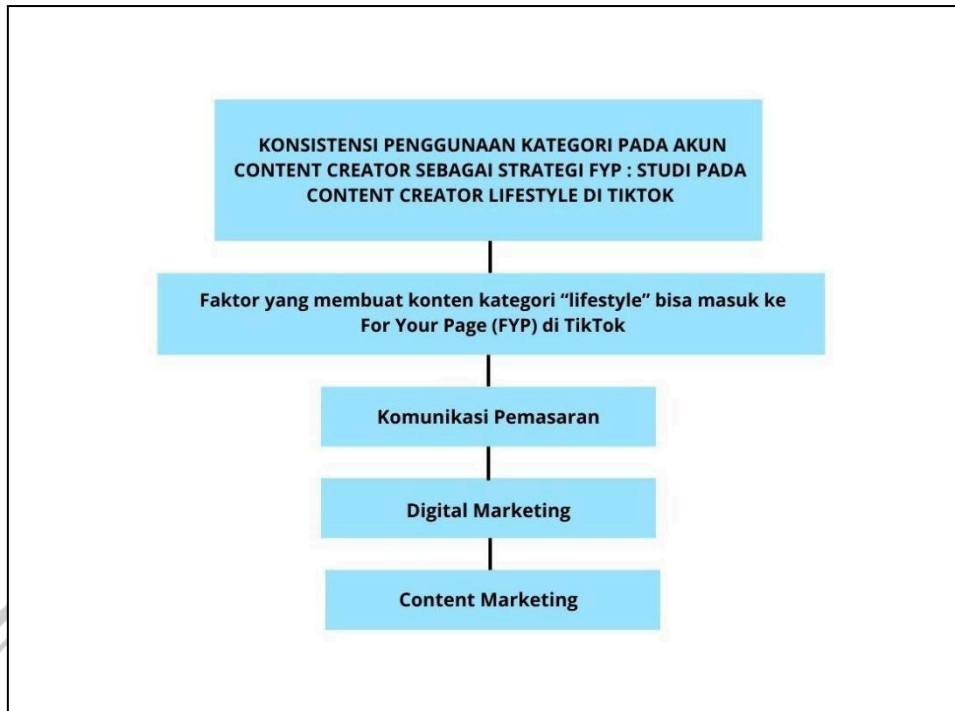 KONSISTENSI PENGGUNAAN KATEGORI PADA AKUN
CONTENT CREATOR SEBAGAI STRATEGI FYP : STUDI PADA
CONTENT CREATOR LIFESTYLE DI TIKTOK
Faktor yang membuat konten kategori “lifestyle” bisa masuk ke
For Your Page (FYP) di TikTok
Komunikasi Pemasaran
Digital Marketing
Content Marketing